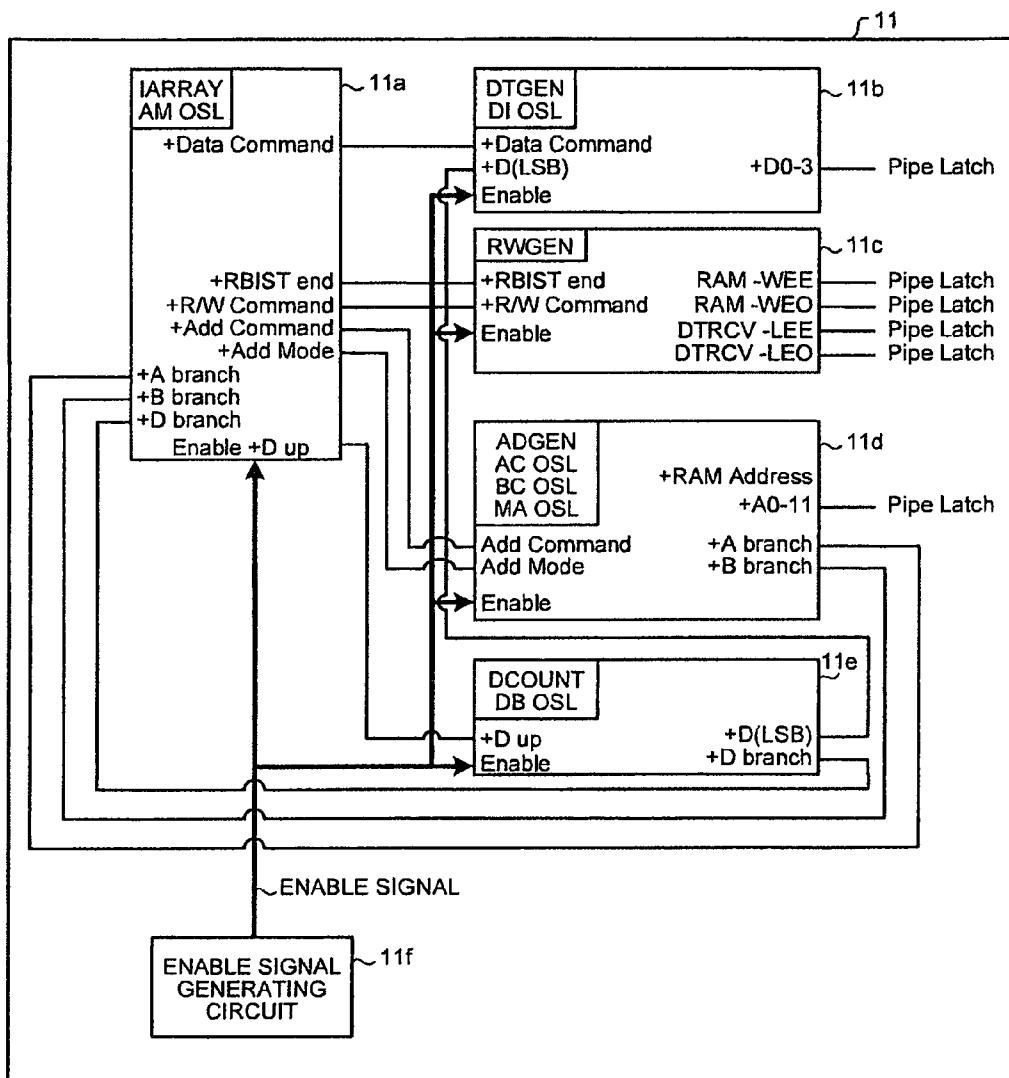 11
IARRAY
AM OSL
11a
+Data Command
+RBIST end
+R/W Command
+Add Command
+Add Mode
+A branch
+B branch
+D branch
Enable +D up
DTGEN
DI OSL
11b
+Data Command
+D(LSB)
Enable
+D0-3
Pipe Latch
RWGEN
11c
+RBIST end
+R/W Command
Enable
RAM -WEE
Pipe Latch
RAM -WEO
Pipe Latch
DTRCV -LEE
Pipe Latch
DTRCV -LEO
Pipe Latch
ADGEN
AC OSL
BC OSL
MA OSL
11d
+RAM Address
+A0-11
Pipe Latch
Add Command
Add Mode
Enable
+A branch
+B branch
DCOUNT
DB OSL
11e
+D up
Enable
+D(LSB)
+D branch
ENABLE SIGNAL
ENABLE SIGNAL
GENERATING
CIRCUIT
11f